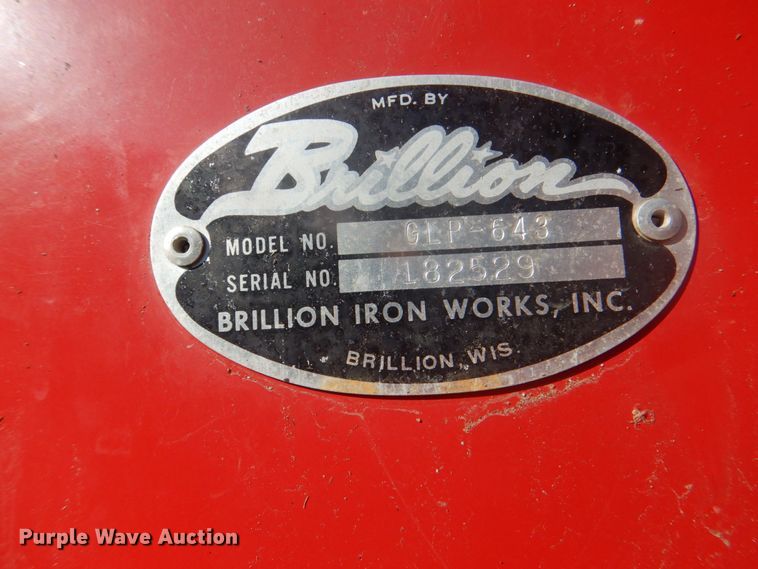 MFD. BY
Brillion
MODEL NO. GLP-643
SERIAL NO. 182529
BRILLION IRON WORKS, INC.
BRILLION, WIS.
Purple Wave Auction